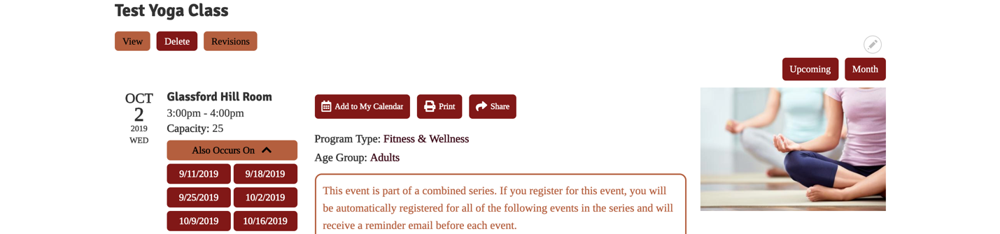 Test Yoga Class
View Delete Revisions
Upcoming Month
OCT
2
2019
WED
Glassford Hill Room
3:00pm - 4:00pm
Capacity: 25
Also Occurs On
9/11/2019 9/18/2019
9/25/2019 10/2/2019
10/9/2019 10/16/2019
Add to My Calendar Print Share
Program Type: Fitness & Wellness
Age Group: Adults
This event is part of a combined series. If you register for this event, you will
be automatically registered for all of the following events in the series and will
receive a reminder email before each event.